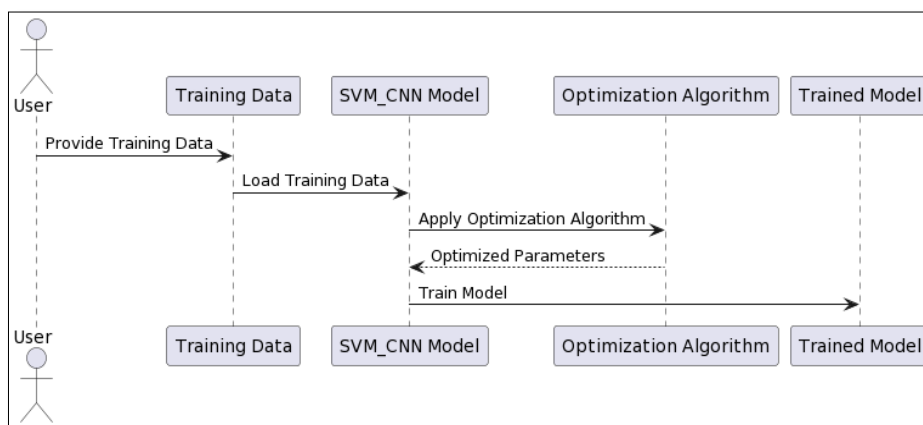 User
Training Data
SVM_CNN Model
Optimization Algorithm
Trained Model
Provide Training Data
Load Training Data
Apply Optimization Algorithm
Optimized Parameters
Train Model
User
Training Data
SVM_CNN Model
Optimization Algorithm
Trained Model